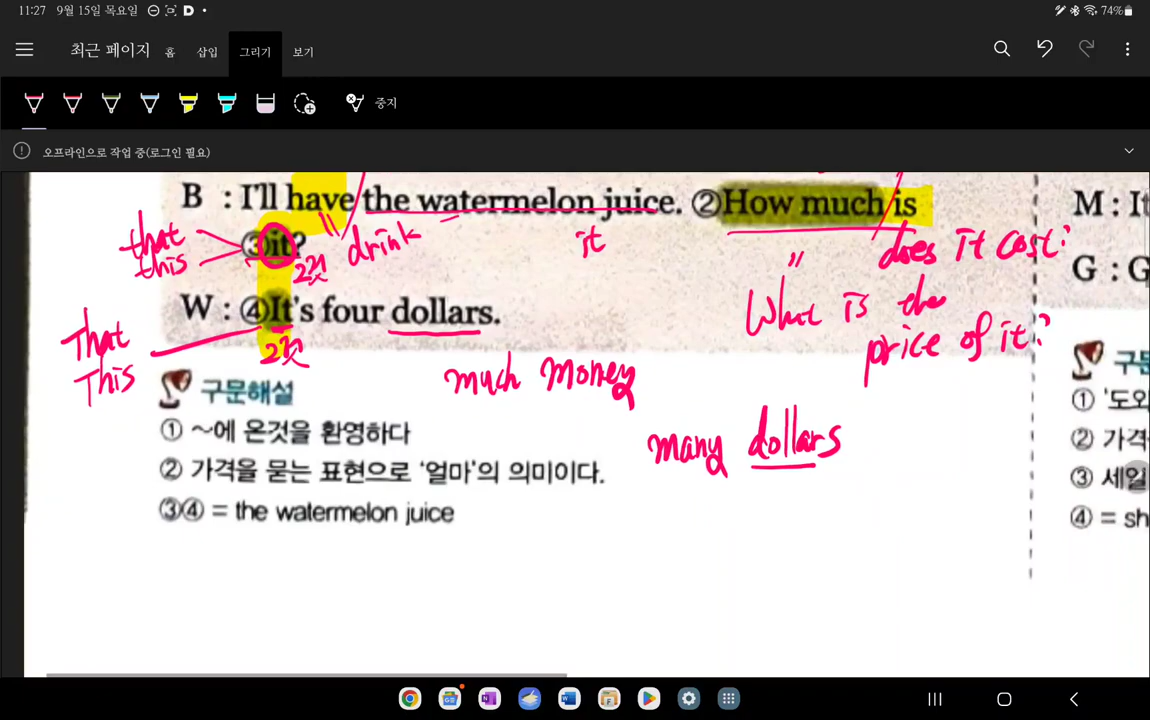 11:27 9월 15일 목요일 D 74%
최근 페이지 홈 삽입 그리기 보기
중지
오프라인으로 작업 중(로그인 필요)
B : I'll have the watermelon juice. ②How much is M : It
that this ③it? drink it does it cost? G : G
What is the price of it?
W : ④It's four dollars.
That This
much money
구문해설 구문
many dollars
① ~에 온것을 환영하다 ① '도와
② 가격을 묻는 표현으로 '얼마'의 의미이다. ② 가격
③ 세일
③④ = the watermelon juice ④ = sh